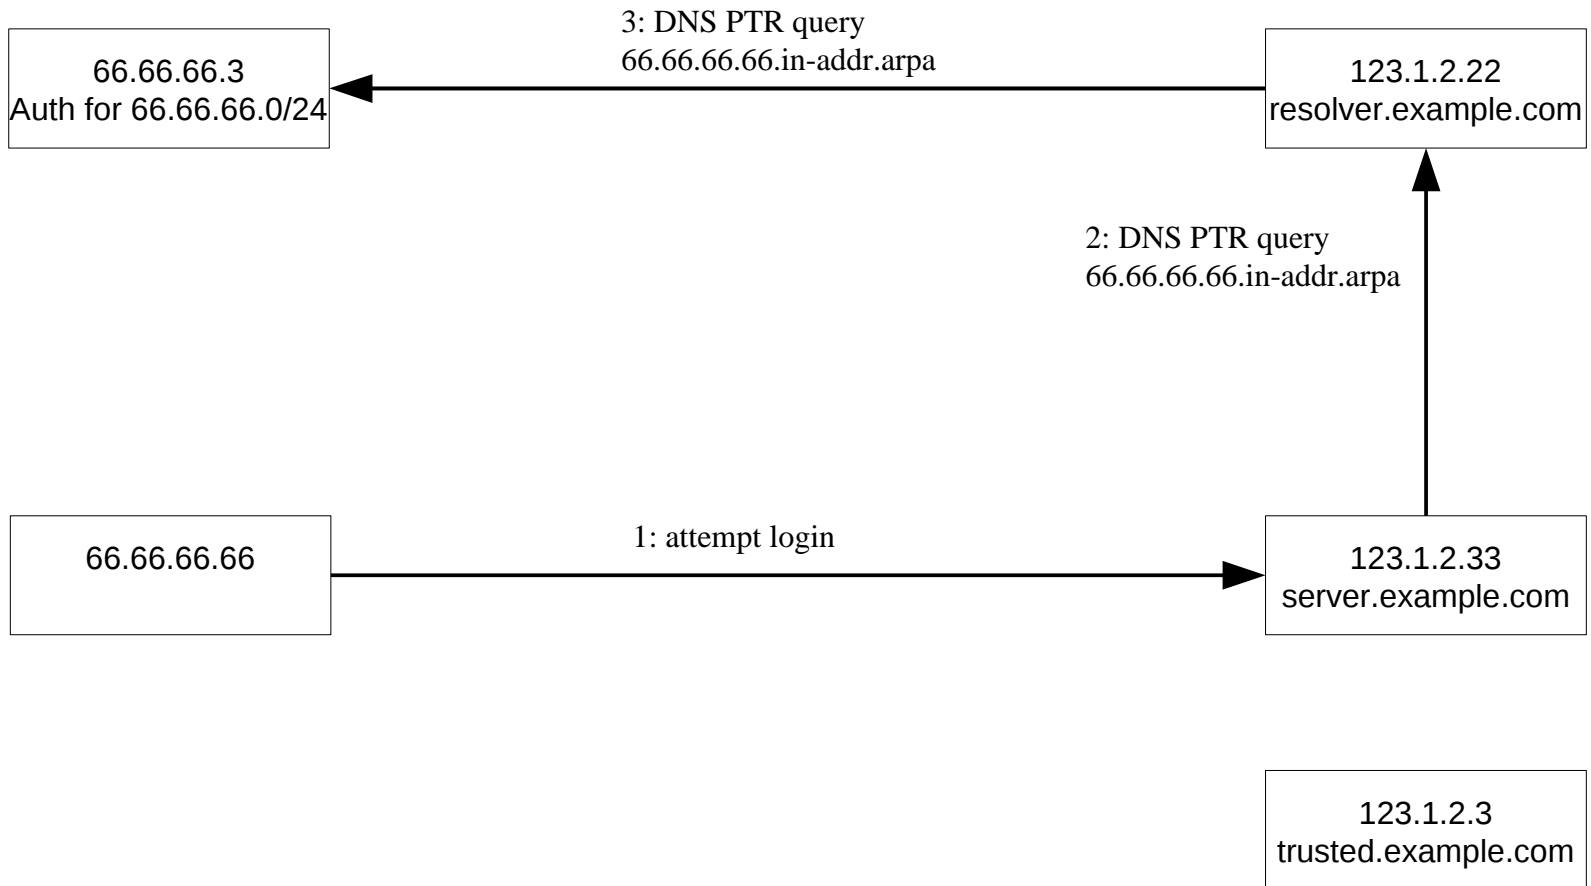 3: DNS PTR query
66.66.66.66.in-addr.arpa
66.66.66.3
Auth for 66.66.66.0/24
123.1.2.22
resolver.example.com
2: DNS PTR query
66.66.66.66.in-addr.arpa
66.66.66.66
1: attempt login
123.1.2.33
server.example.com
123.1.2.3
trusted.example.com